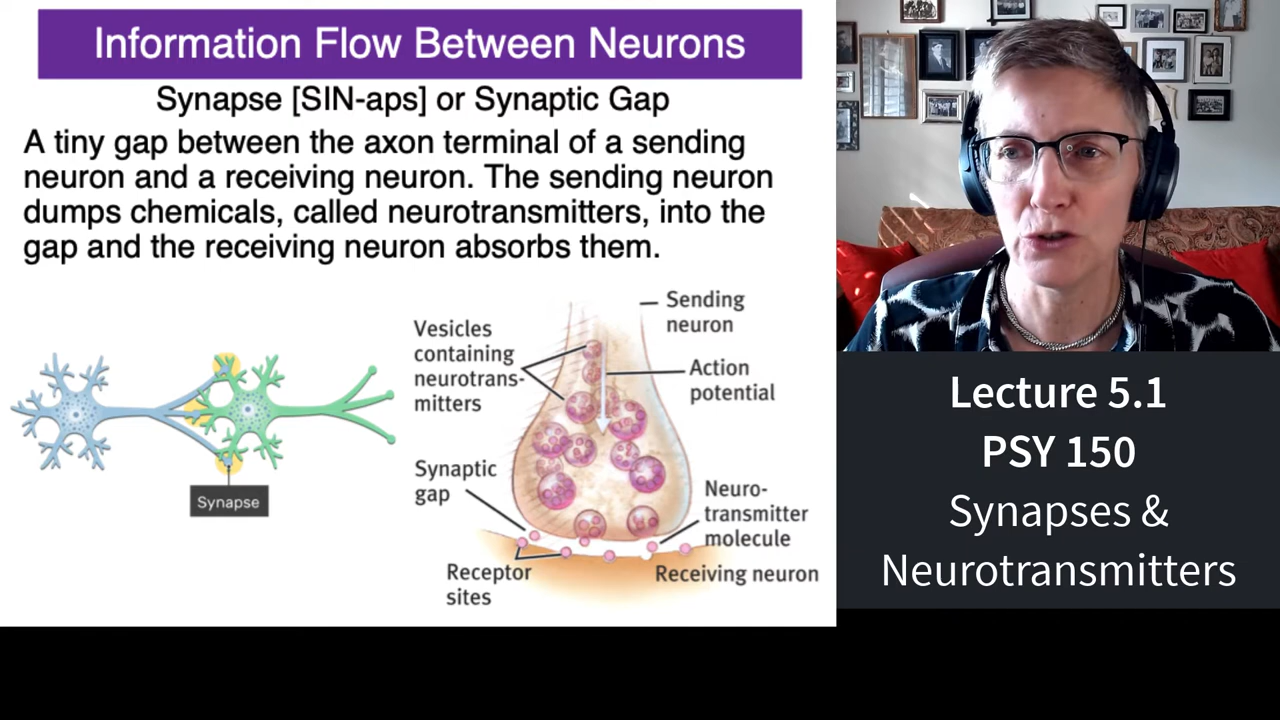 Information Flow Between Neurons
Synapse [SIN-aps] or Synaptic Gap
A tiny gap between the axon terminal of a sending
neuron and a receiving neuron. The sending neuron
dumps chemicals, called neurotransmitters, into the
gap and the receiving neuron absorbs them.
Synapse
Vesicles
containing
neurotrans-
mitters
Sending
neuron
Action
potential
Synaptic
gap
Neuro-
transmitter
molecule
Receptor
sites
Receiving neuron
Lecture 5.1
PSY 150
Synapses &
Neurotransmitters